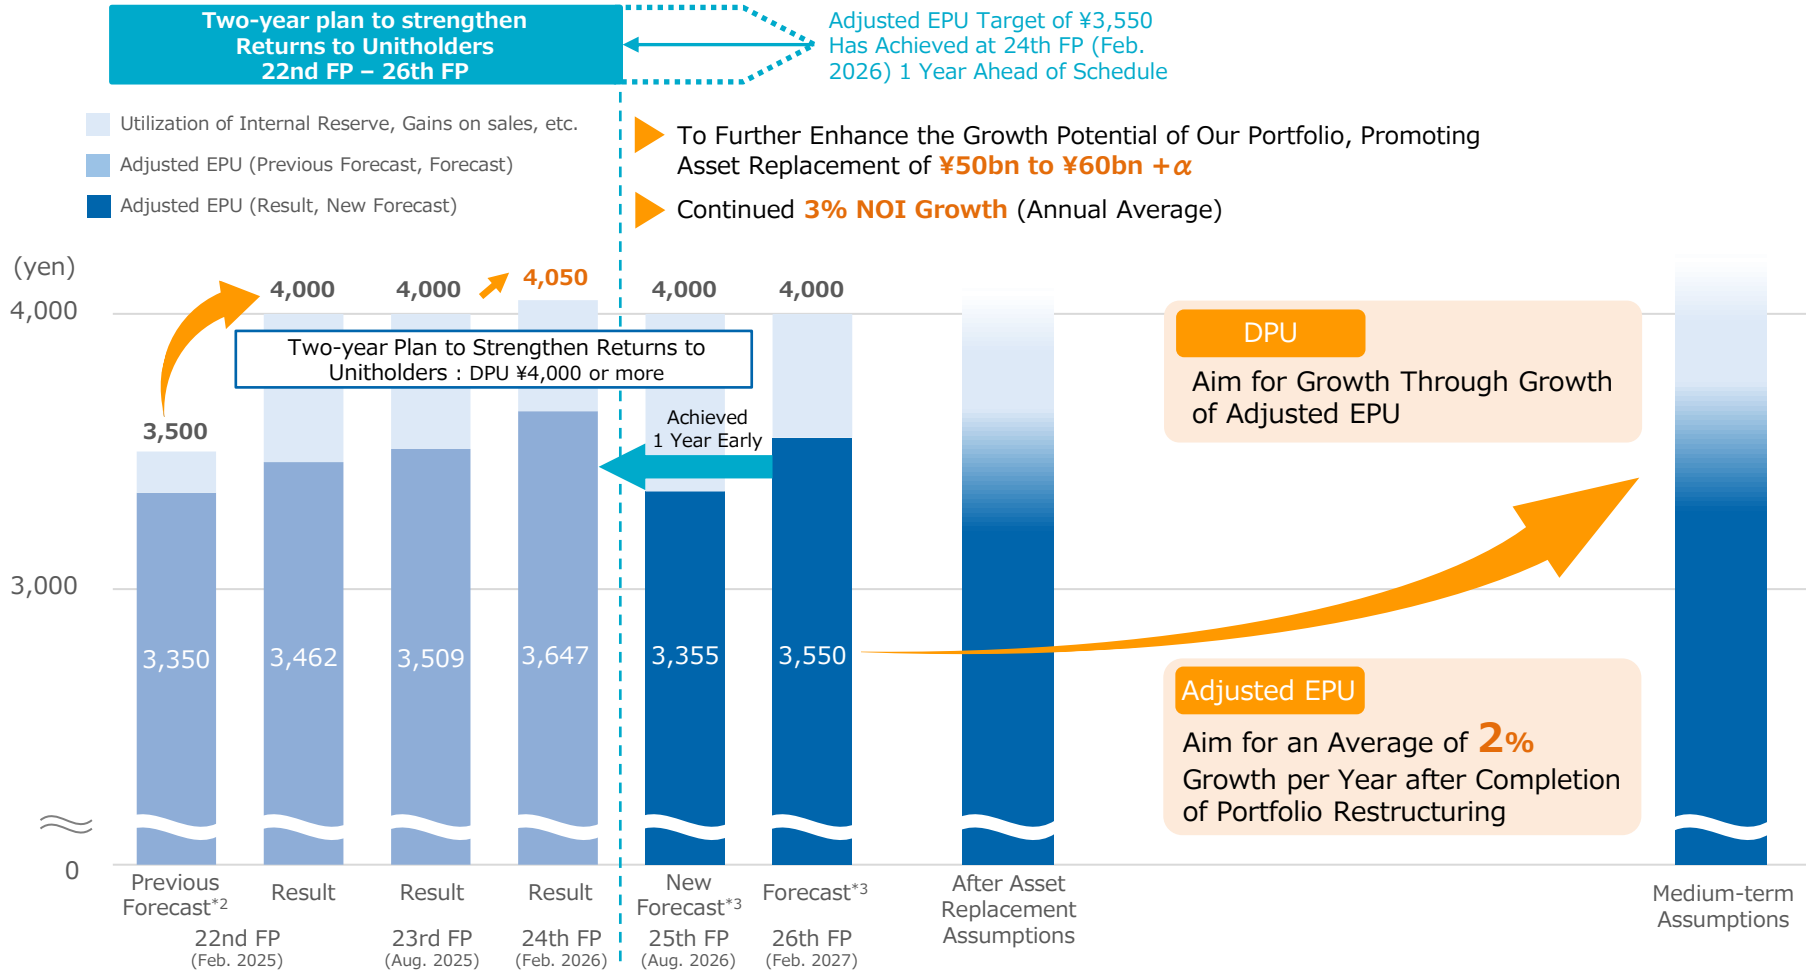 Two-year plan to strengthen
Returns to Unitholders
22nd FP – 26th FP
Adjusted EPU Target of ¥3,550
Has Achieved at 24th FP (Feb.
2026) 1 Year Ahead of Schedule
Utilization of Internal Reserve, Gains on sales, etc.
Adjusted EPU (Previous Forecast, Forecast)
Adjusted EPU (Result, New Forecast)
To Further Enhance the Growth Potential of Our Portfolio, Promoting
Asset Replacement of ¥50bn to ¥60bn +α
Continued 3% NOI Growth (Annual Average)
(yen)
4,000
3,000
0
3,500
4,000
4,000
4,050
4,000
4,000
Two-year Plan to Strengthen Returns to
Unitholders : DPU ¥4,000 or more
Achieved
1 Year Early
3,350
3,462
3,509
3,647
3,355
3,550
DPU
Aim for Growth Through Growth
of Adjusted EPU
Adjusted EPU
Aim for an Average of 2%
Growth per Year after Completion
of Portfolio Restructuring
Previous
Forecast*2
Result
Result
Result
New
Forecast*3
Forecast*3
After Asset
Replacement
Assumptions
Medium-term
Assumptions
22nd FP
(Feb. 2025)
23rd FP
(Aug. 2025)
24th FP
(Feb. 2026)
25th FP
(Aug. 2026)
26th FP
(Feb. 2027)